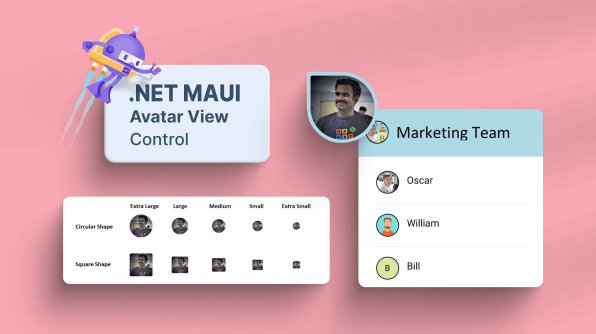 .NET MAUI
Avatar View
Control
Marketing Team
B
Oscar
William
B
Bill
Extra Large Large Medium Small Extra Small
Circular Shape
Square Shape